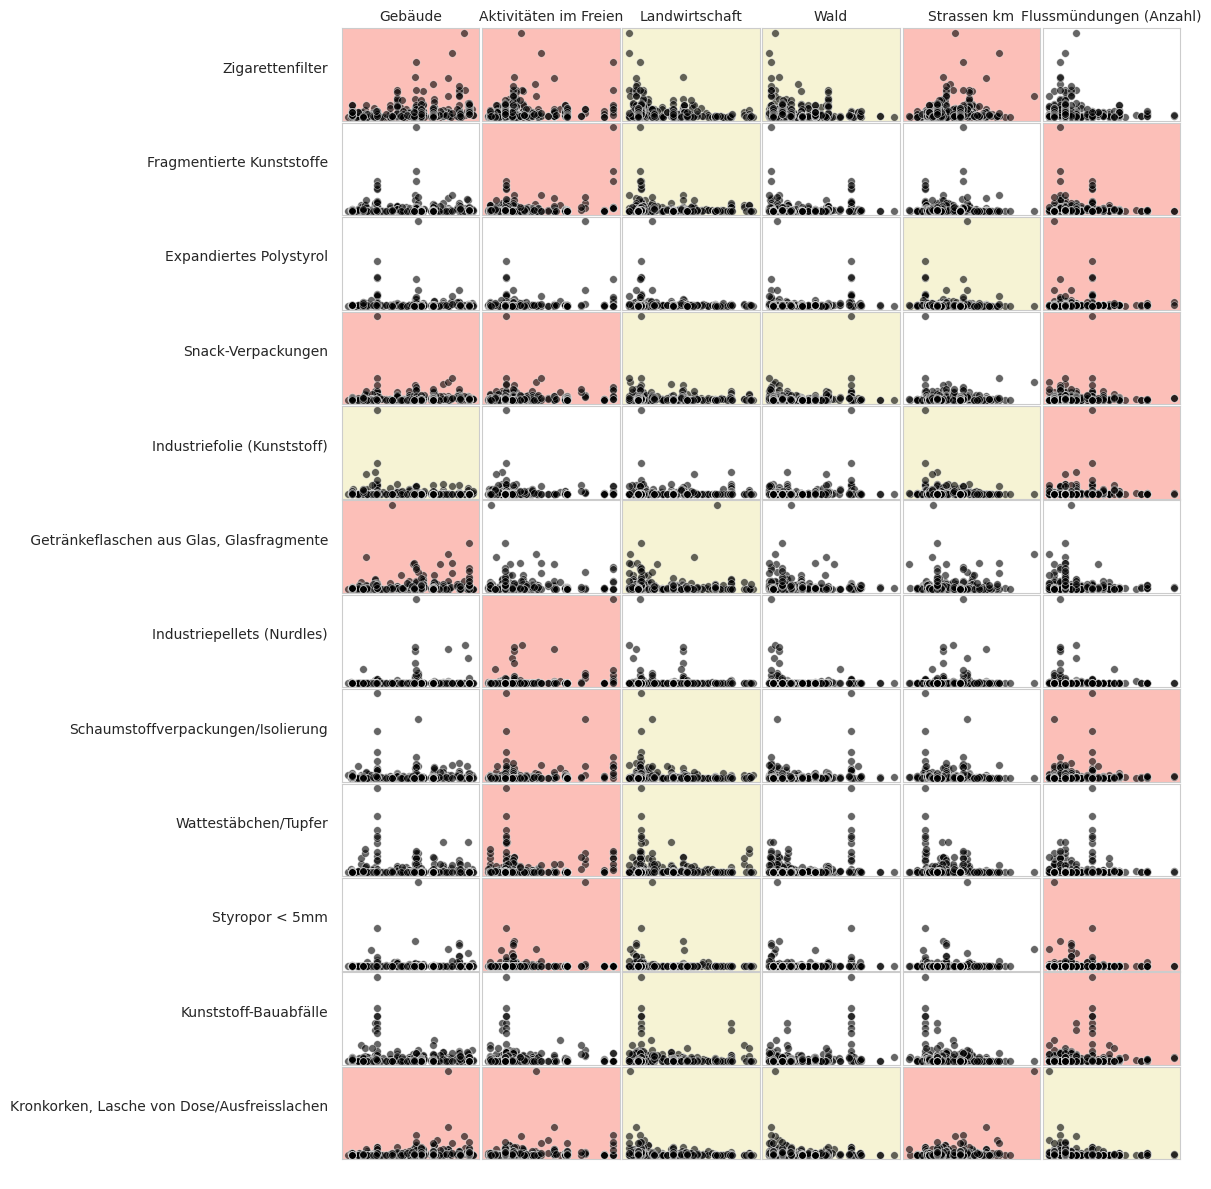 Gebäude Aktivitäten im Freien Landwirtschaft Wald Strassen km Flussmündungen (Anzahl)
Zigarettenfilter
Fragmentierte Kunststoffe
Expandiertes Polystyrol
Snack-Verpackungen
Industriefolie (Kunststoff)
Getränkeflaschen aus Glas, Glasfragmente
Industriepellets (Nurdles)
Schaumstoffverpackungen/Isolierung
Wattestäbchen/Tupfer
Styropor < 5mm
Kunststoff-Bauabfälle
Kronkorken, Lasche von Dose/Ausfreisslachen